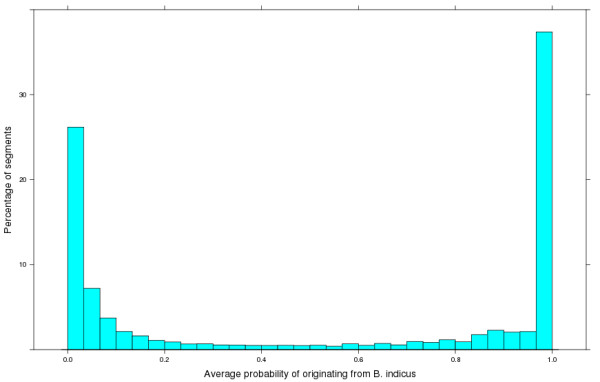 Percentage of segments
30
20
10
0.0 0.2 0.4 0.6 0.8 1.0
Average probability of originating from B. indicus